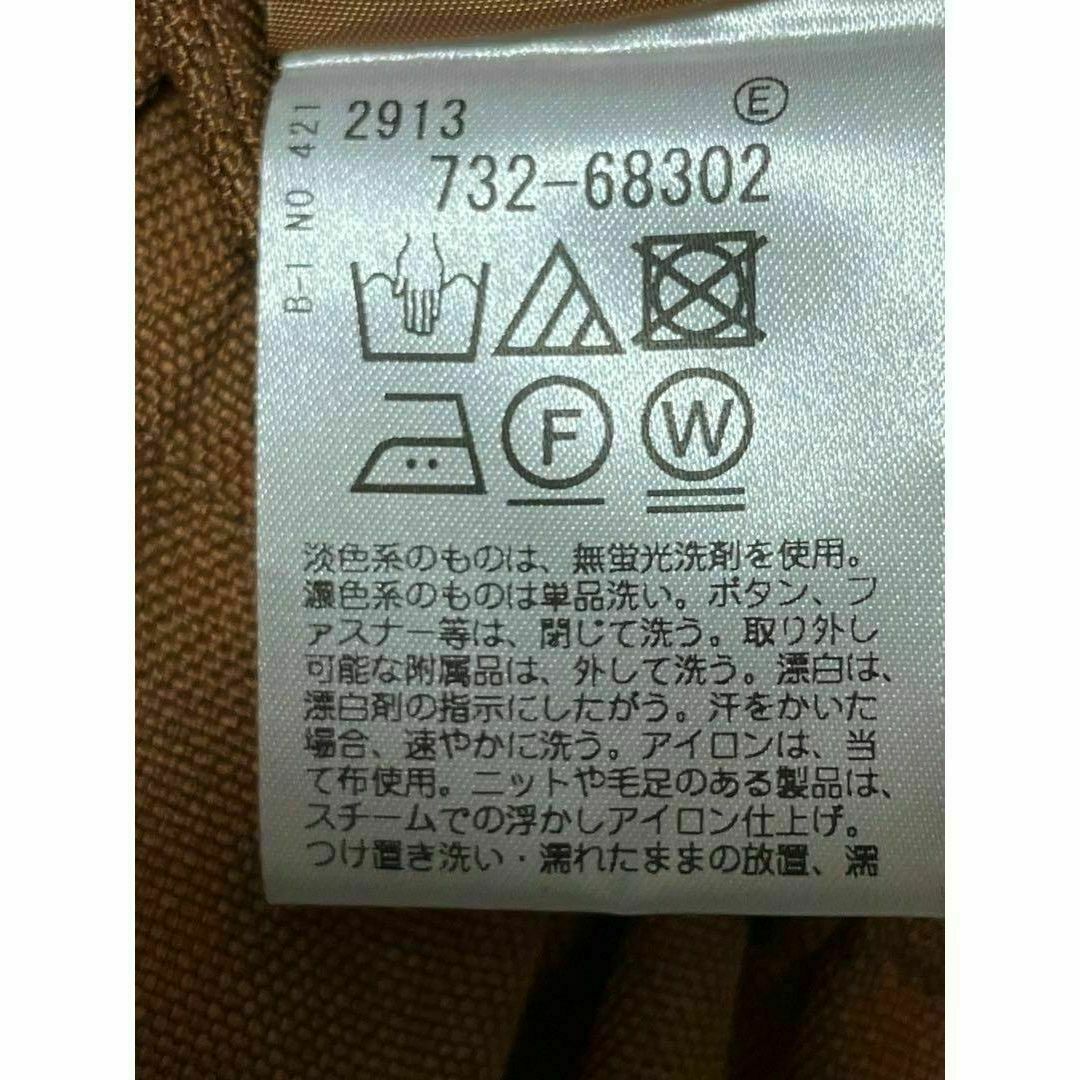 2913 Ⓔ
732-68302
B-1 NO 421
F W
淡色系のものは、無蛍光洗剤を使用。
濃色系のものは単品洗い。ボタン、フ
ァスナー等は、閉じて洗う。取り外し
可能な附属品は、外して洗う。漂白は、
漂白剤の指示にしたがう。汗をかいた
場合、速やかに洗う。アイロンは、当
て布使用。ニットや毛足のある製品は、
スチームでの浮かしアイロン仕上げ。
つけ置き洗い・濡れたままの放置、濡